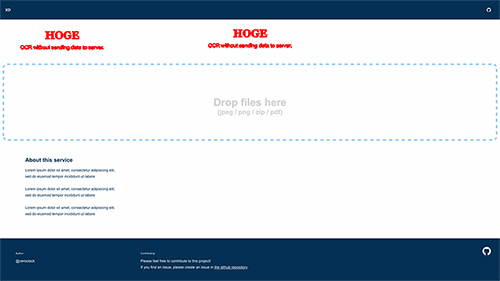 XD
HOGE
OCR without sending data to server.
HOGE
OCR without sending data to server.
Drop files here
(jpeg / png / zip / pdf)
About this service
Lorem ipsum dolor sit amet, consectetur adipiscing elit,
sed do eiusmod tempor incididunt ut labore
Lorem ipsum dolor sit amet, consectetur adipiscing elit,
sed do eiusmod tempor incididunt ut labore
Lorem ipsum dolor sit amet, consectetur adipiscing elit,
sed do eiusmod tempor incididunt ut labore
Author
@zeroclock
Contributing
Please feel free to contribute to this project!
If you find an issue, please create an issue in the github repository.